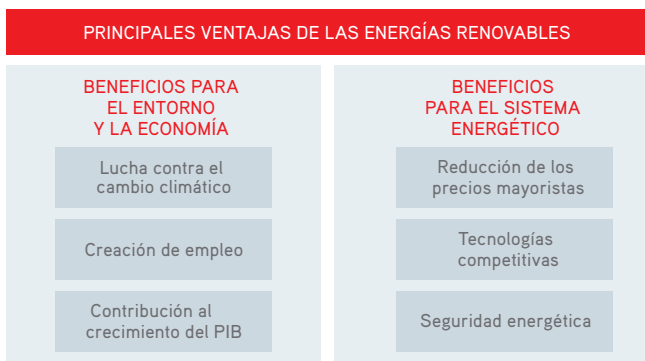 PRINCIPALES VENTAJAS DE LAS ENERGÍAS RENOVABLES
BENEFICIOS PARA
EL ENTORNO
Y LA ECONOMÍA
Lucha contra el
cambio climático
Creación de empleo
Contribución al
crecimiento del PIB
BENEFICIOS
PARA EL SISTEMA
ENERGÉTICO
Reducción de los
precios mayoristas
Tecnologías
competitivas
Seguridad energética